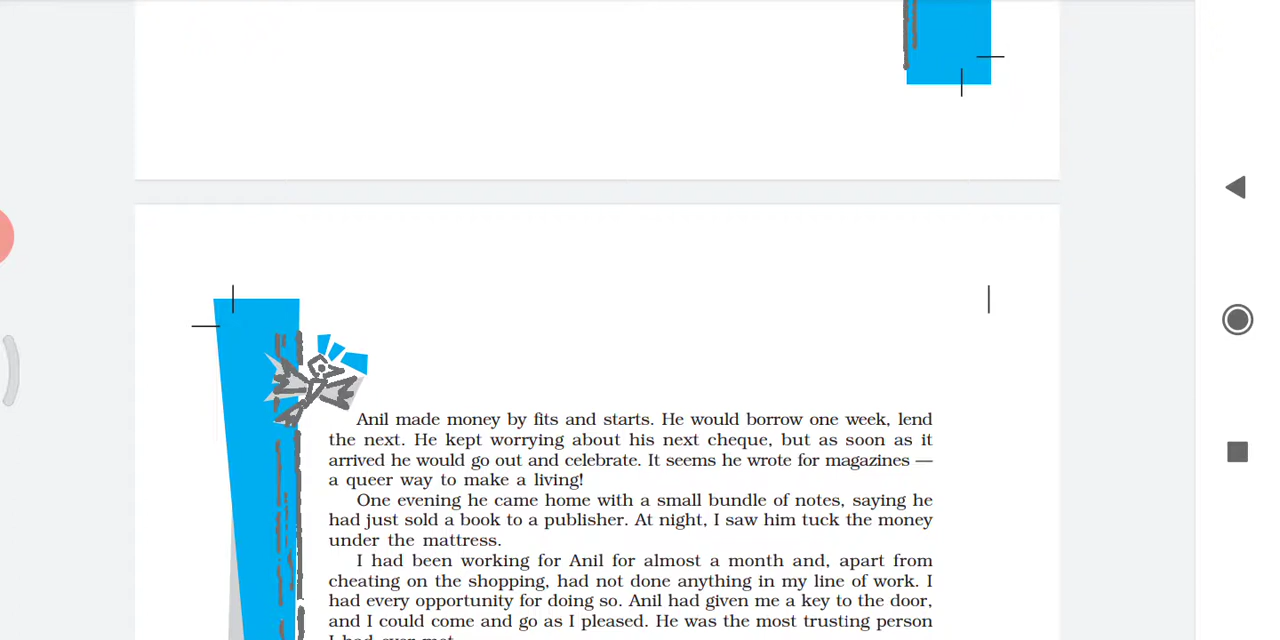 Anil made money by fits and starts. He would borrow one week, lend
the next. He kept worrying about his next cheque, but as soon as it
arrived he would go out and celebrate. It seems he wrote for magazines —
a queer way to make a living!
One evening he came home with a small bundle of notes, saying he
had just sold a book to a publisher. At night, I saw him tuck the money
under the mattress.
I had been working for Anil for almost a month and, apart from
cheating on the shopping, had not done anything in my line of work. I
had every opportunity for doing so. Anil had given me a key to the door,
and I could come and go as I pleased. He was the most trusting person
I had ever met.